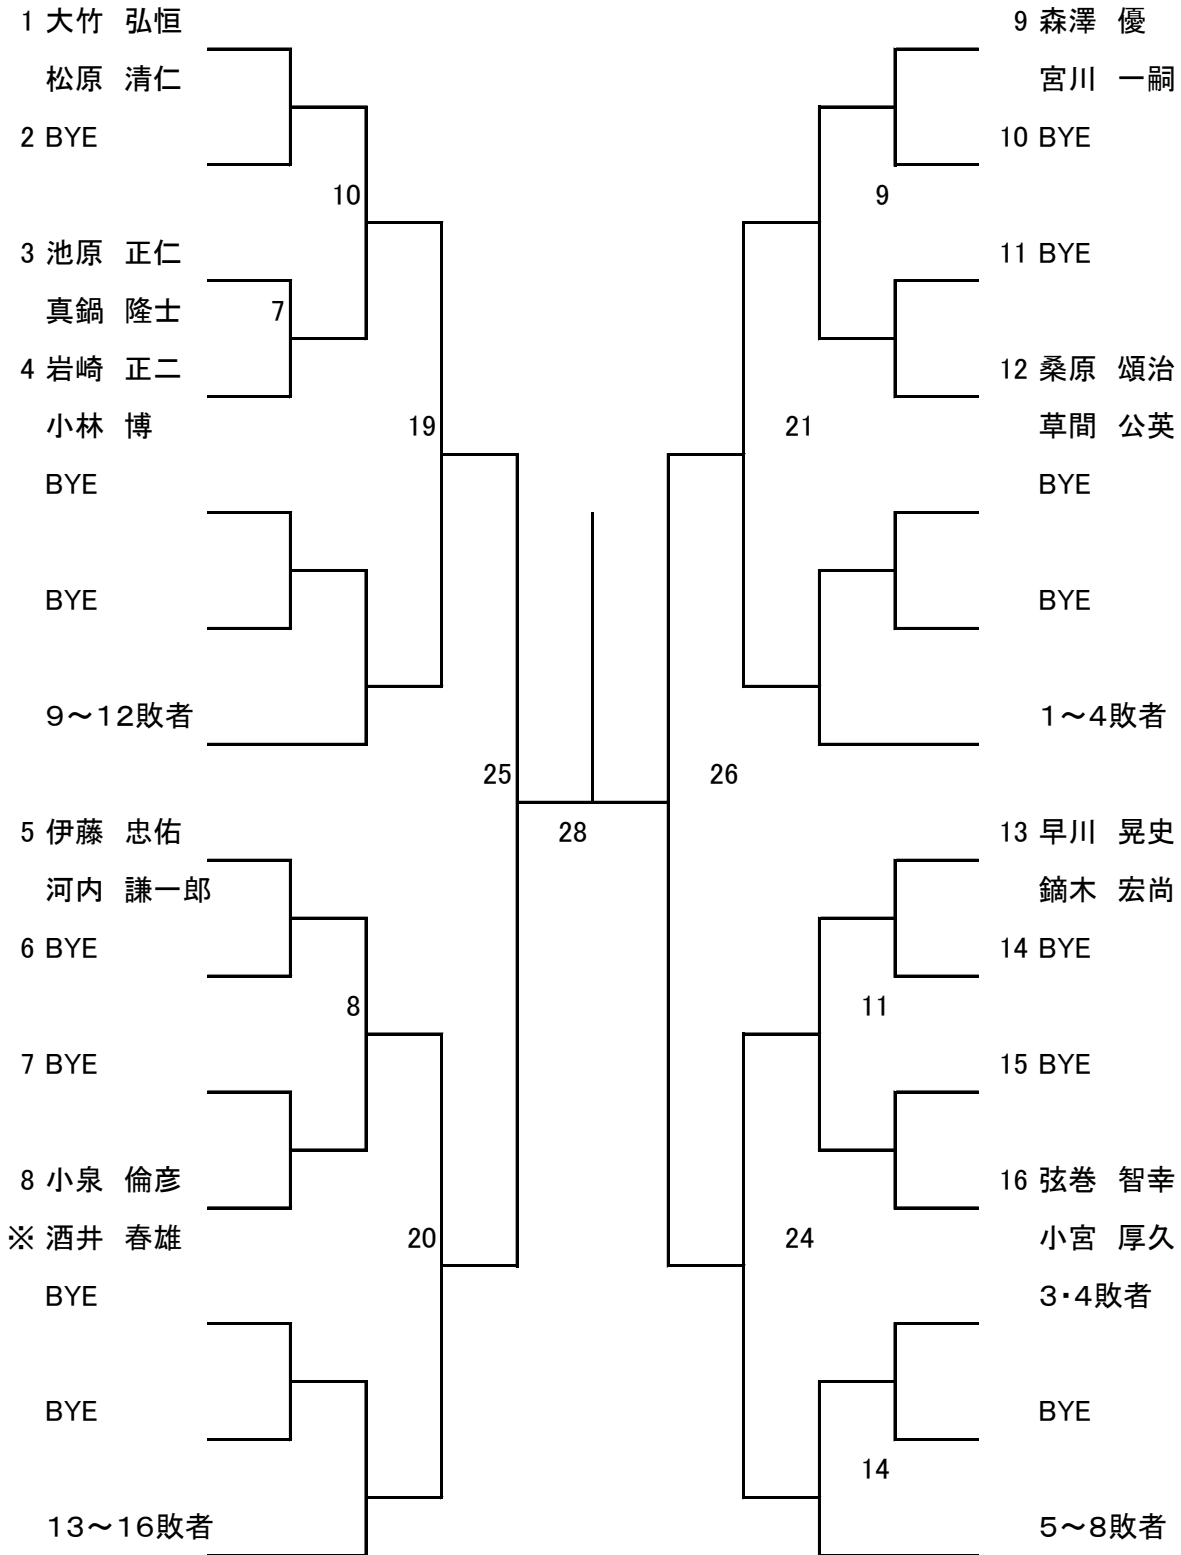 1 大竹　弘恒
松原　清仁
2 BYE
10
3 池原　正仁
真鍋　隆士
7
4 岩崎　正二
小林　博
19
BYE
BYE
9～12敗者
25
5 伊藤　忠佑
河内　謙一郎
6 BYE
8
7 BYE
8 小泉　倫彦
※ 酒井　春雄
20
BYE
BYE
13～16敗者
28
9 森澤　優
宮川　一嗣
10 BYE
9
11 BYE
12 桑原　頌治
草間　公英
21
BYE
BYE
1～4敗者
26
13 早川　晃史
鏑木　宏尚
14 BYE
11
15 BYE
16 弦巻　智幸
小宮　厚久
24
3・4敗者
BYE
14
5～8敗者